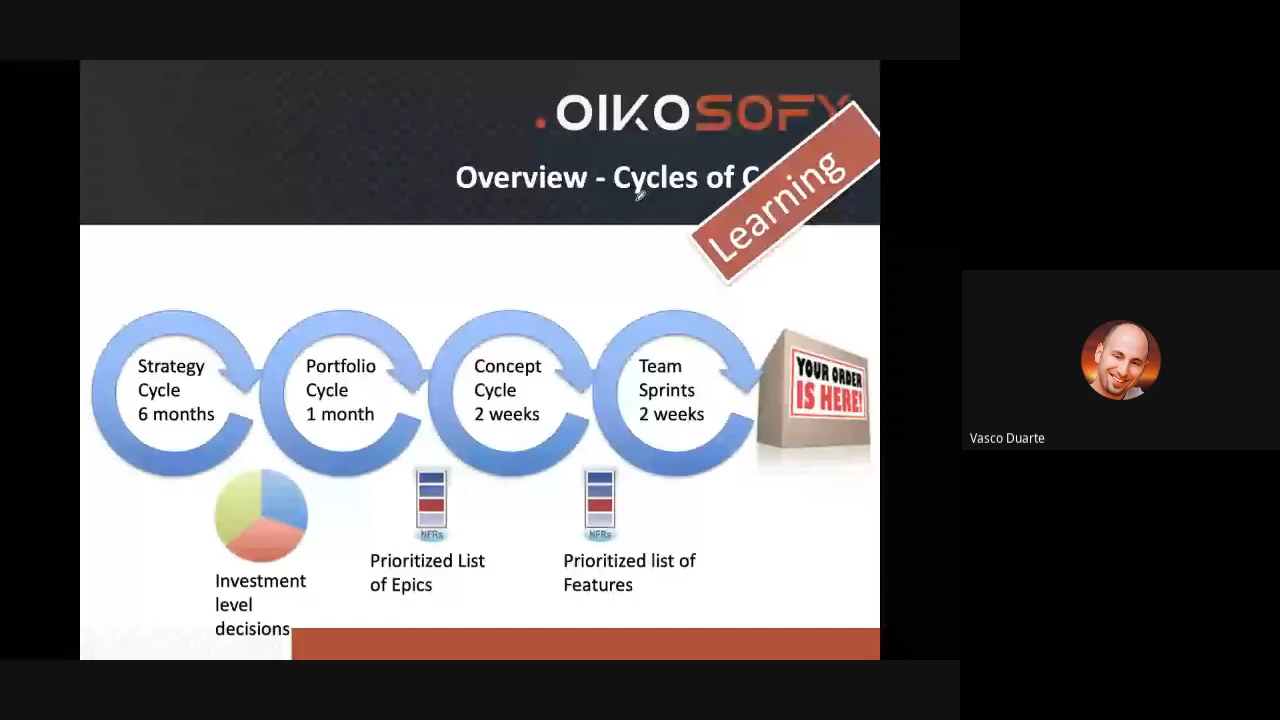 .OIKOSOFY
Overview - Cycles of C
Learning
Strategy
Cycle
6 months
Portfolio
Cycle
1 month
Concept
Cycle
2 weeks
Team
Sprints
2 weeks
YOUR ORDER
IS HERE!
NFRs
NFRs
Investment
level
decisions
Prioritized List
of Epics
Prioritized list of
Features
Vasco Duarte